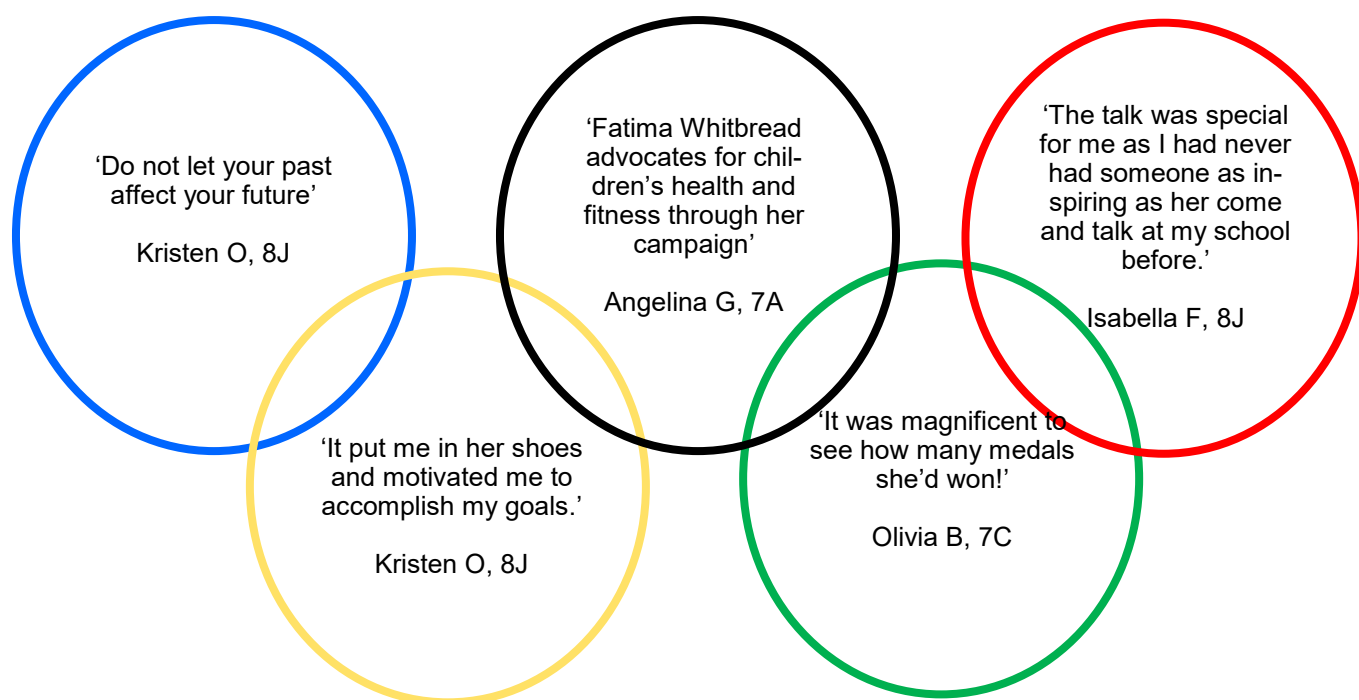 ‘Do not let your past
affect your future’
Kristen O, 8J
‘Fatima Whitbread
advocates for chil-
dren’s health and
fitness through her
campaign’
Angelina G, 7A
‘The talk was special
for me as I had never
had someone as in-
spiring as her come
and talk at my school
before.’
Isabella F, 8J
‘It put me in her shoes
and motivated me to
accomplish my goals.’
Kristen O, 8J
‘It was magnificent to
see how many medals
she’d won!’
Olivia B, 7C